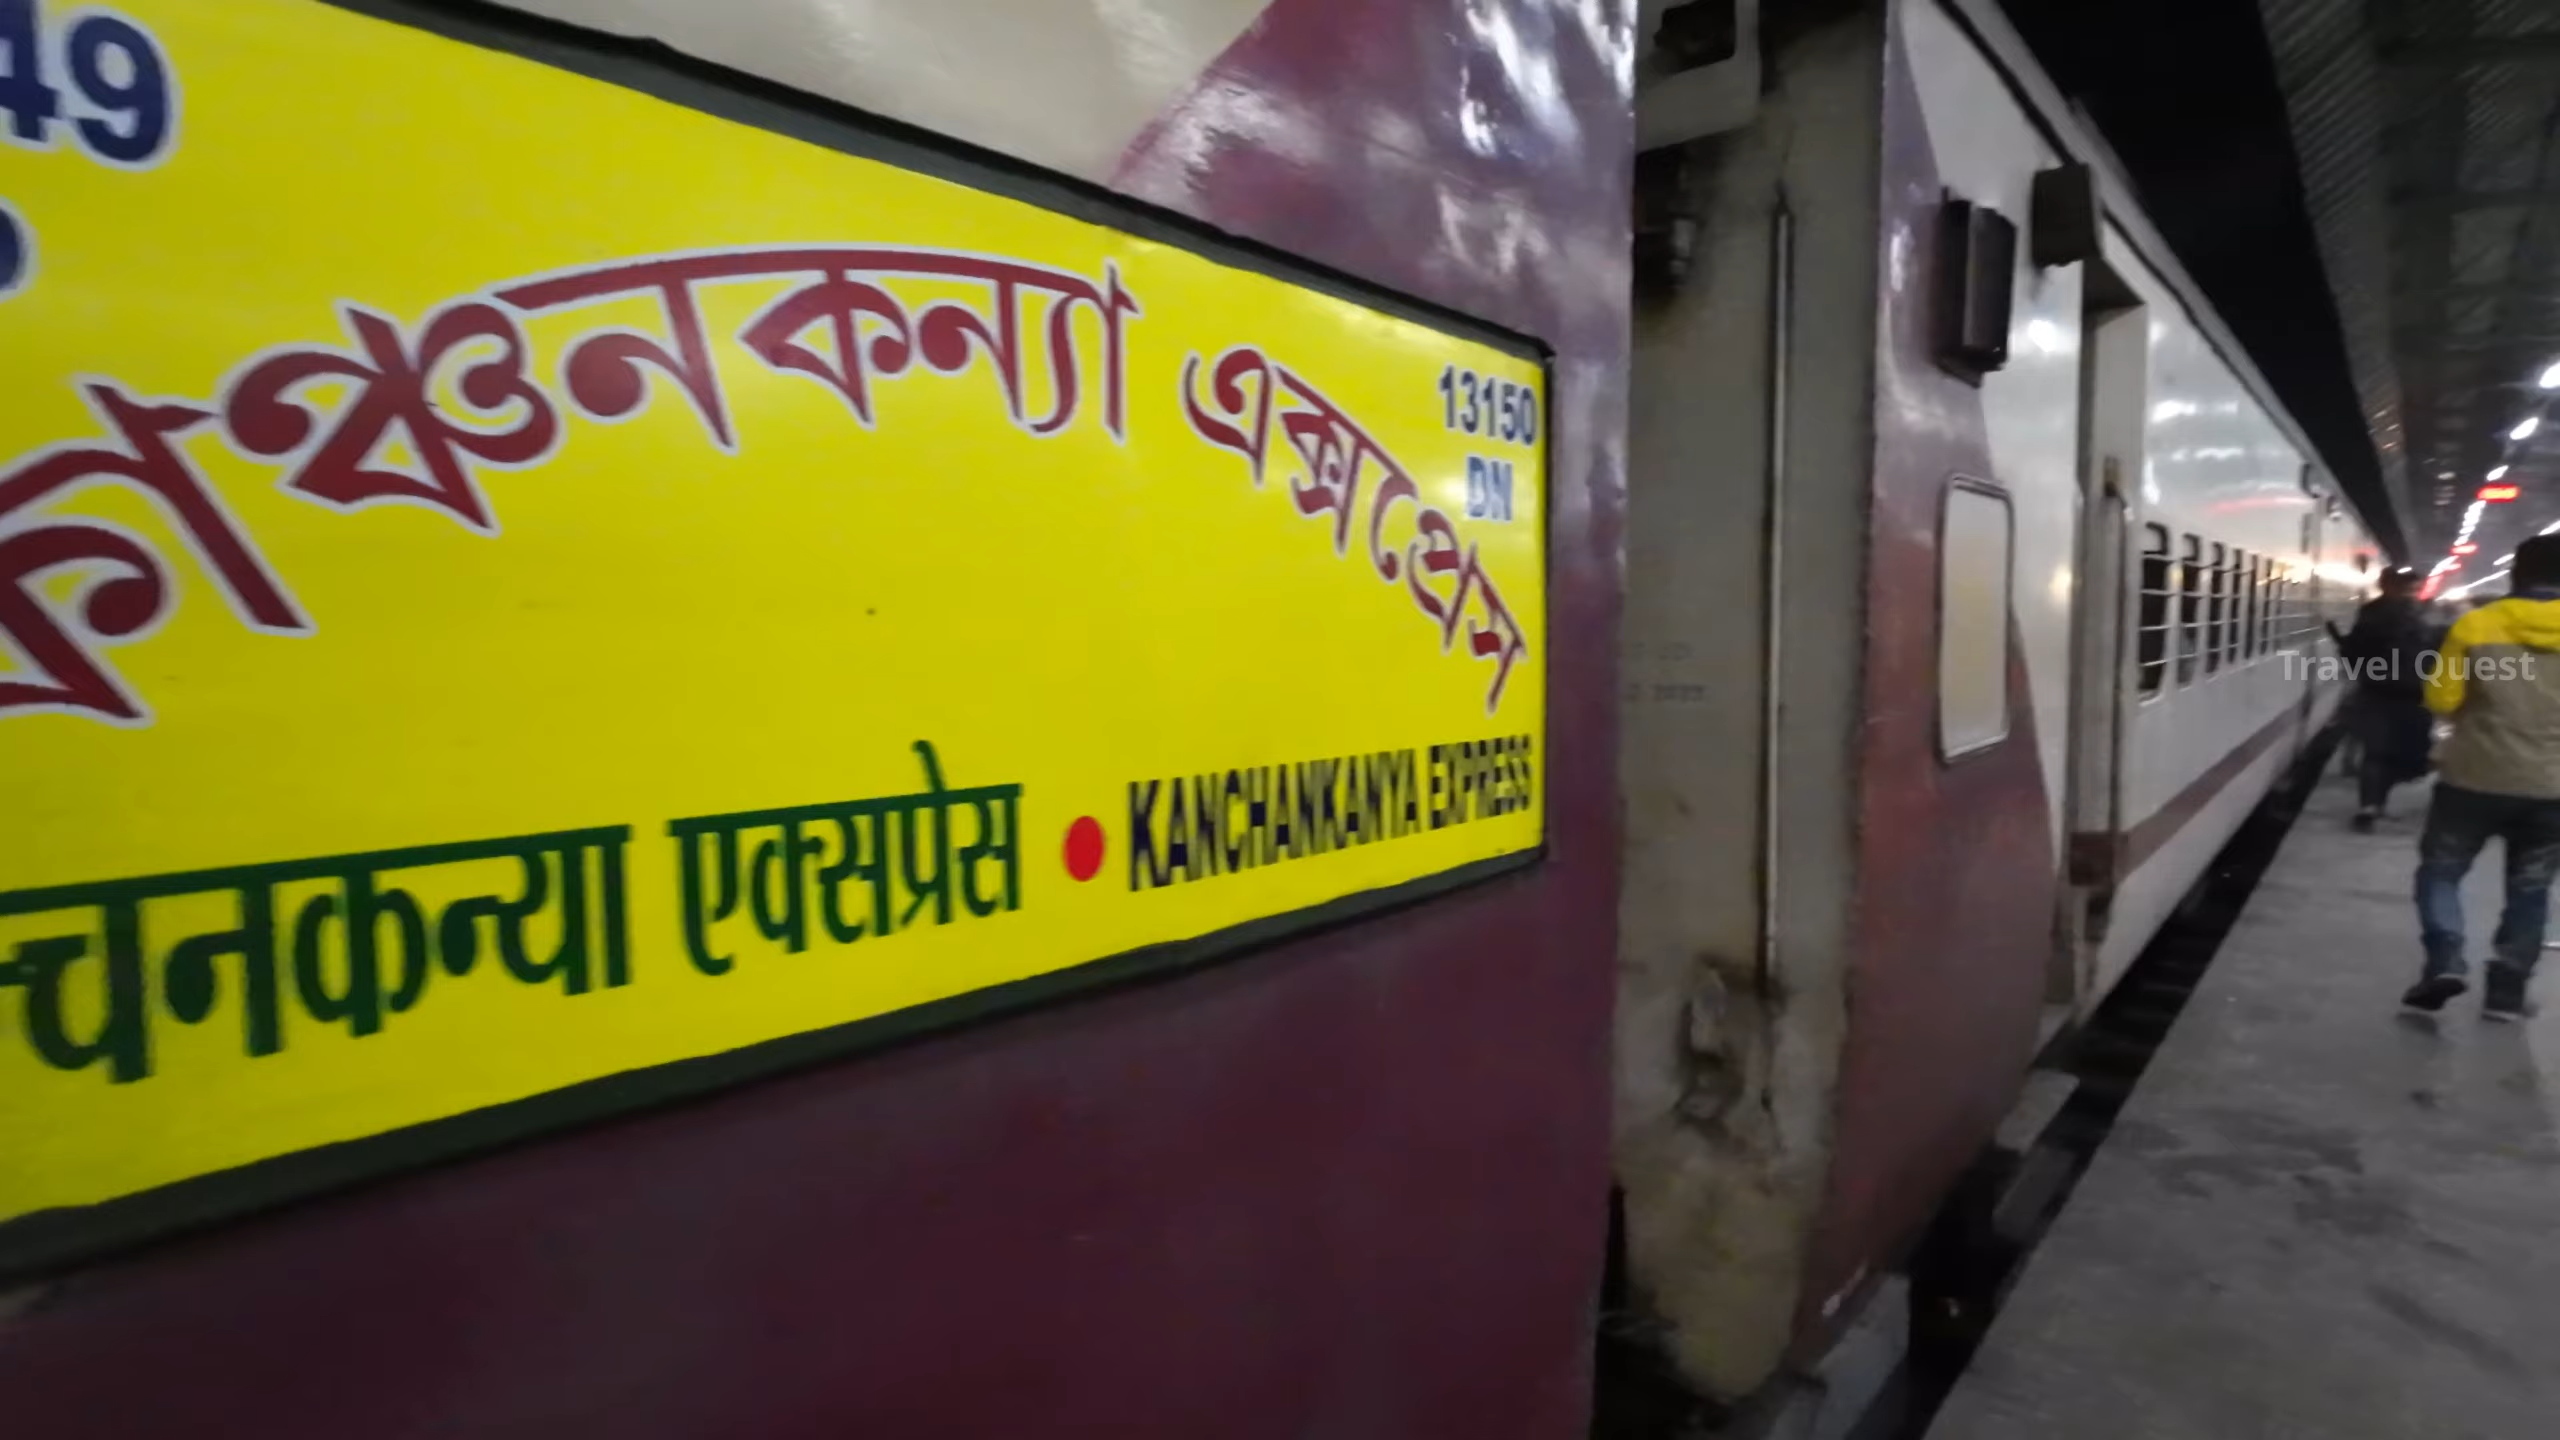 49
কাঞ্চনকন্যা এক্সপ্রেস
13150
DN
ञ्चनकन्या एक्सप्रेस • KANCHANKANYA EXPRESS
Travel Quest